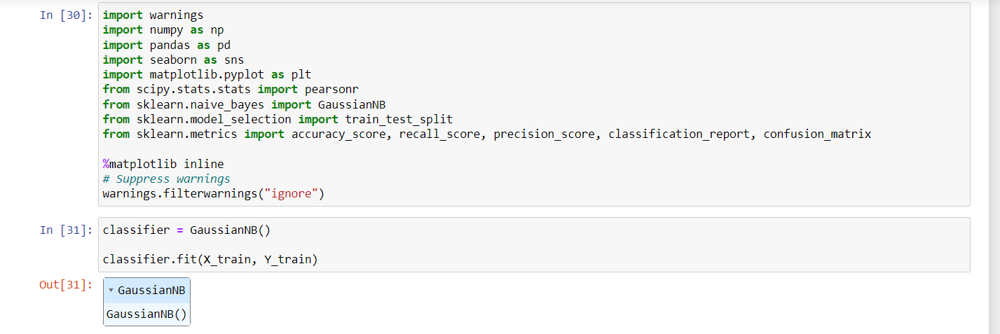 In [30]:
import warnings
import numpy as np
import pandas as pd
import seaborn as sns
import matplotlib.pyplot as plt
from scipy.stats.stats import pearsonr
from sklearn.naive_bayes import GaussianNB
from sklearn.model_selection import train_test_split
from sklearn.metrics import accuracy_score, recall_score, precision_score, classification_report, confusion_matrix
%matplotlib inline
# Suppress warnings
warnings.filterwarnings("ignore")
In [31]:
classifier = GaussianNB()
classifier.fit(X_train, Y_train)
Out[31]:
▾ GaussianNB
GaussianNB()